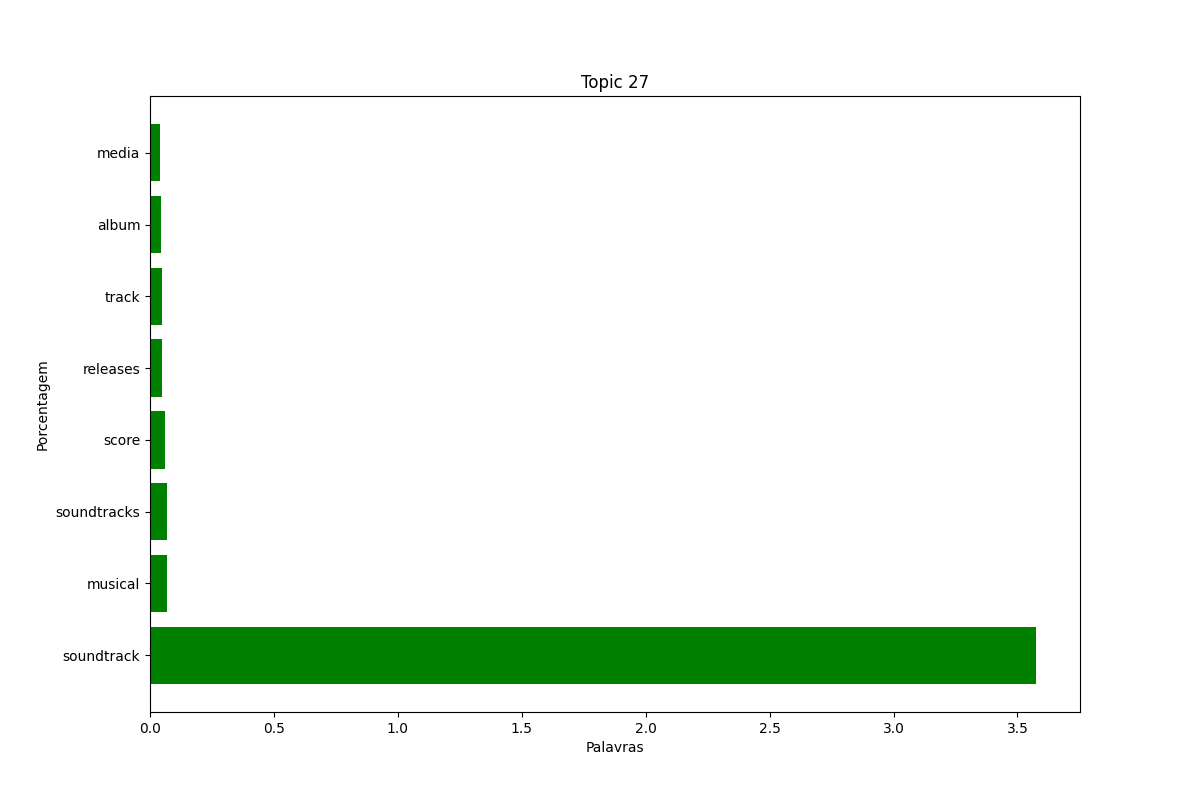 Topic 27
media
album
track
releases
score
soundtracks
musical
soundtrack
Porcentagem
0.0 0.5 1.0 1.5 2.0 2.5 3.0 3.5
Palavras